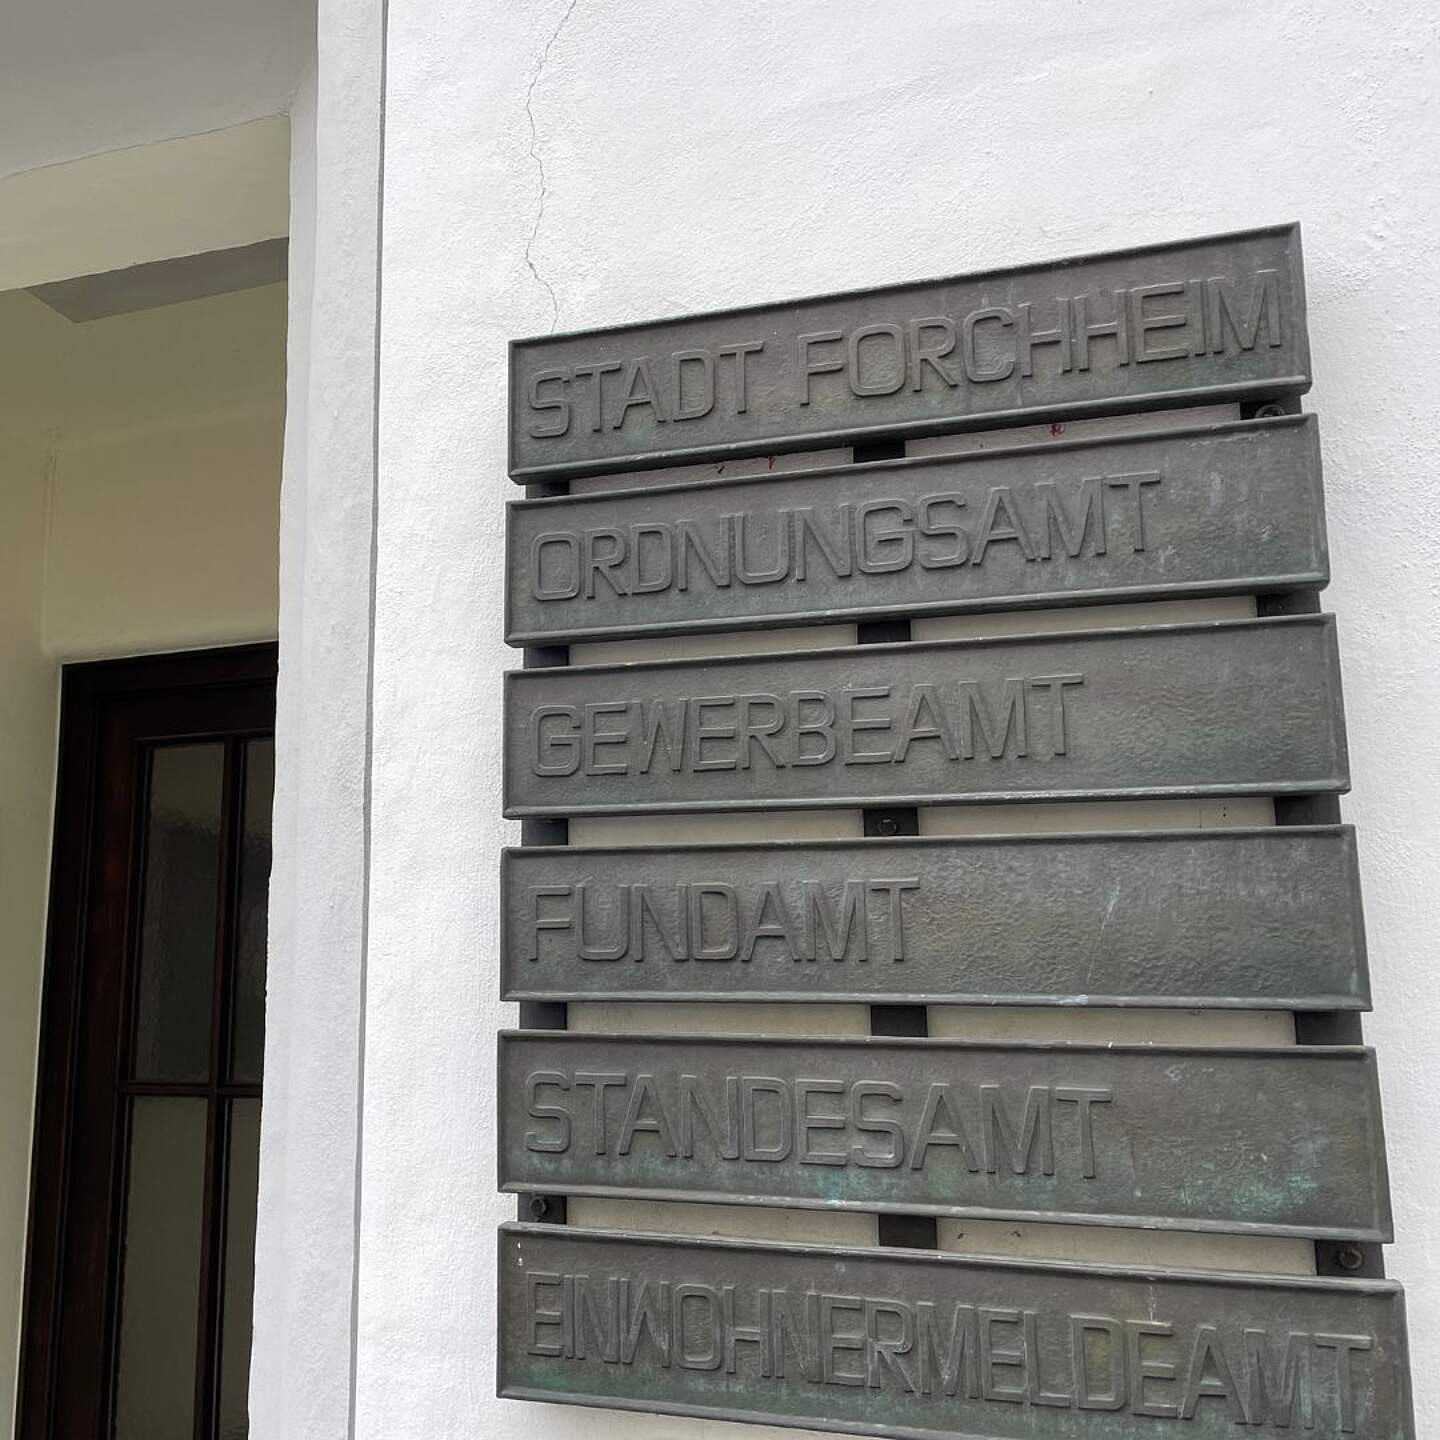 STADT FORCHHEIM
ORDNUNGSAMT
GEWERBEAMT
FUNDAMT
STANDESAMT
EINWOHNERMELDEAMT